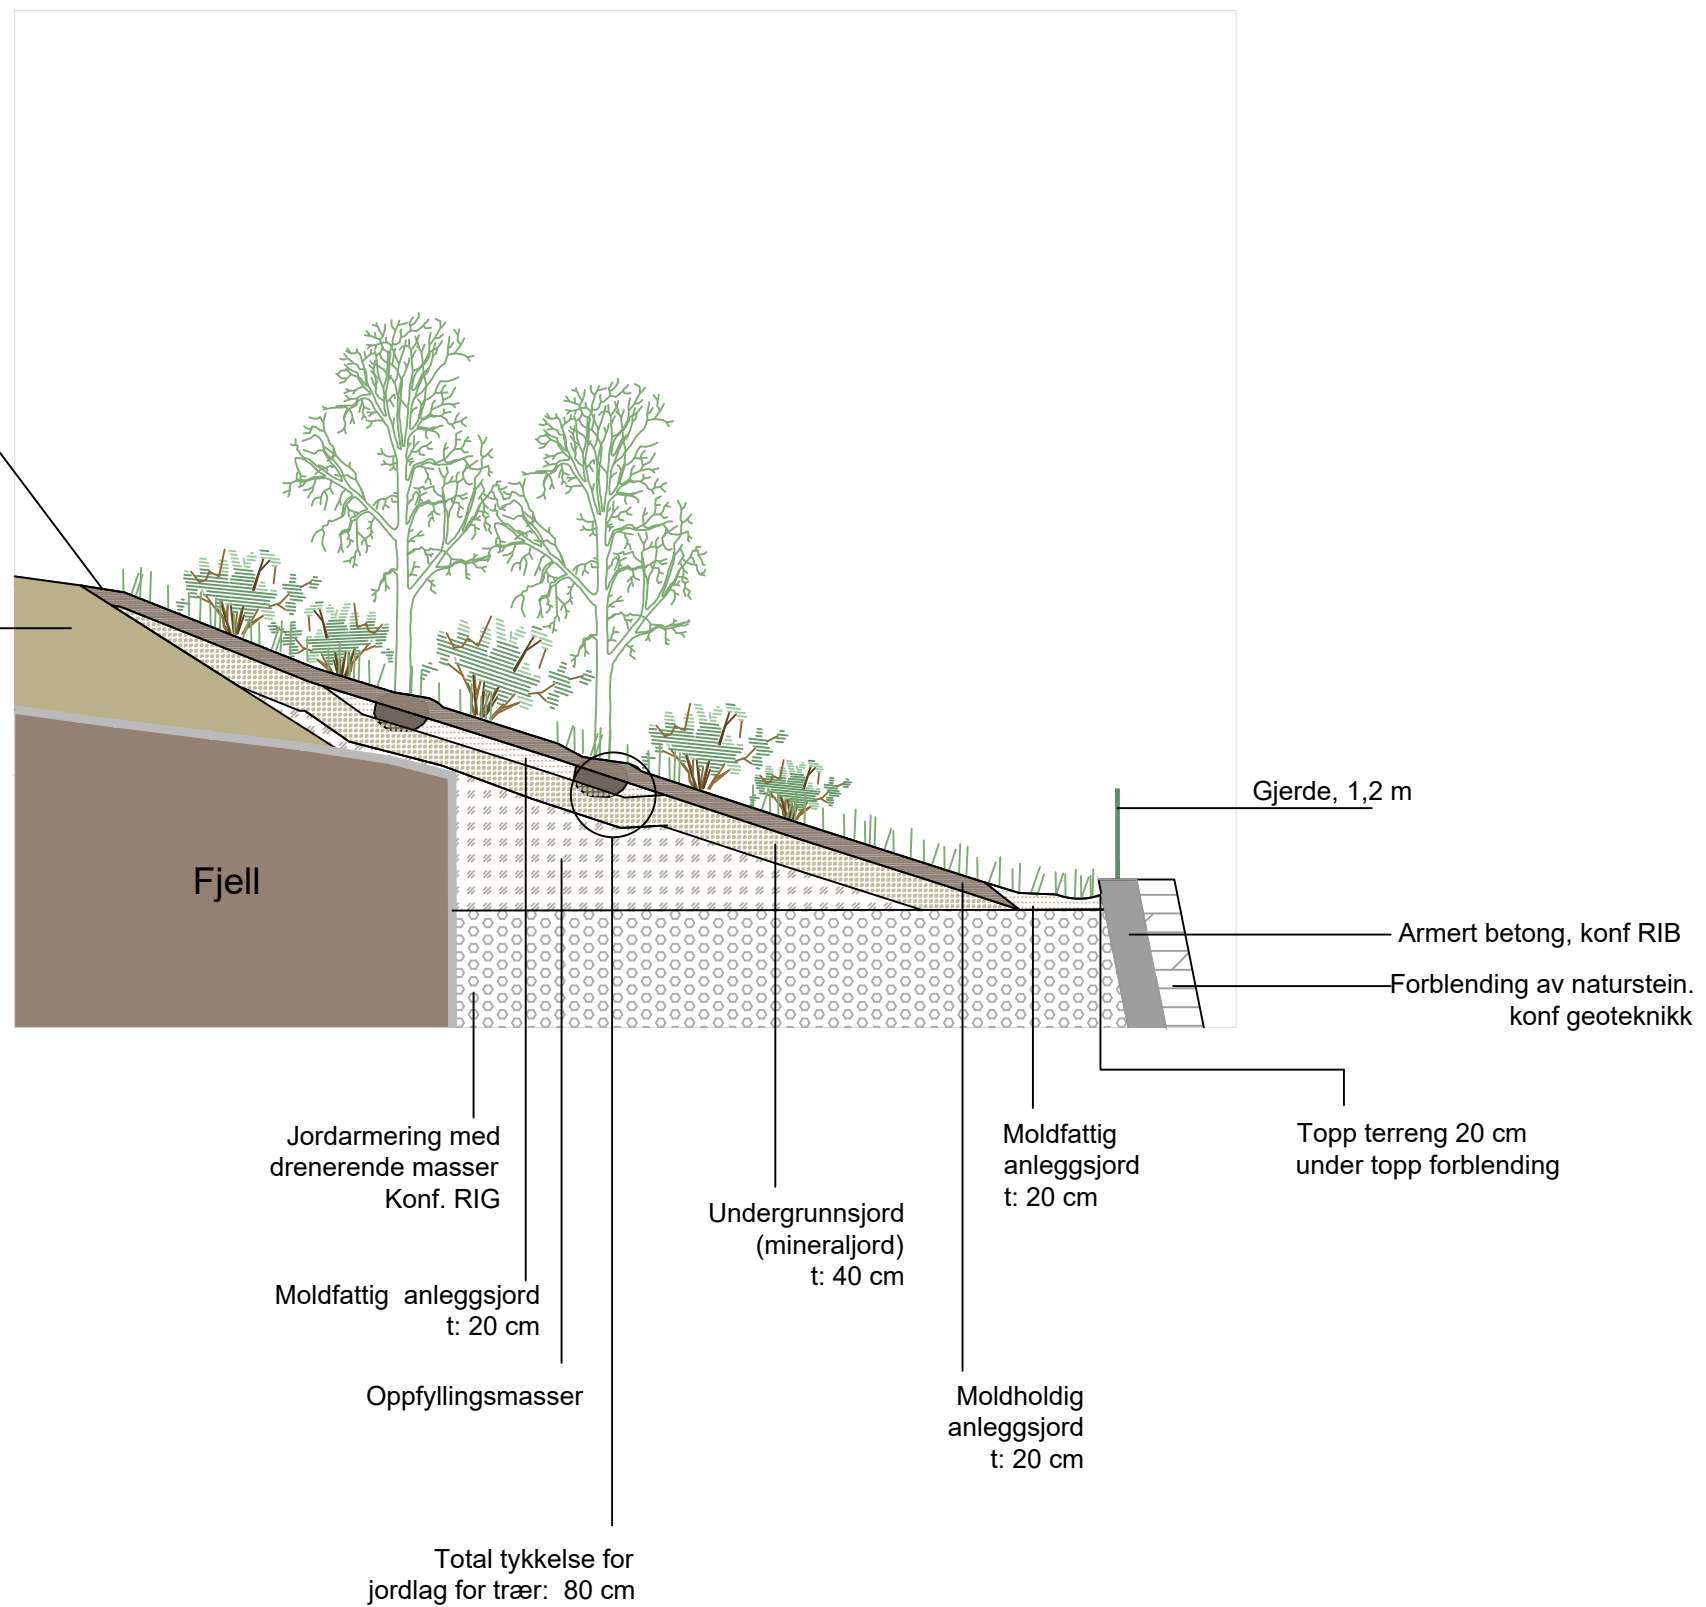 Gjerde, 1,2 m
Fjell
Armert betong, konf RIB
Forblending av naturstein.
konf geoteknikk
Jordarmering med
drenerende masser
Konf. RIG
Moldfattig
anleggsjord
t: 20 cm
Topp terreng 20 cm
under topp forblending
Undergrunnsjord
(mineraljord)
t: 40 cm
Moldfattig  anleggsjord
t: 20 cm
Oppfyllingsmasser
Moldholdig
anleggsjord
t: 20 cm
Total tykkelse for
jordlag for trær:  80 cm